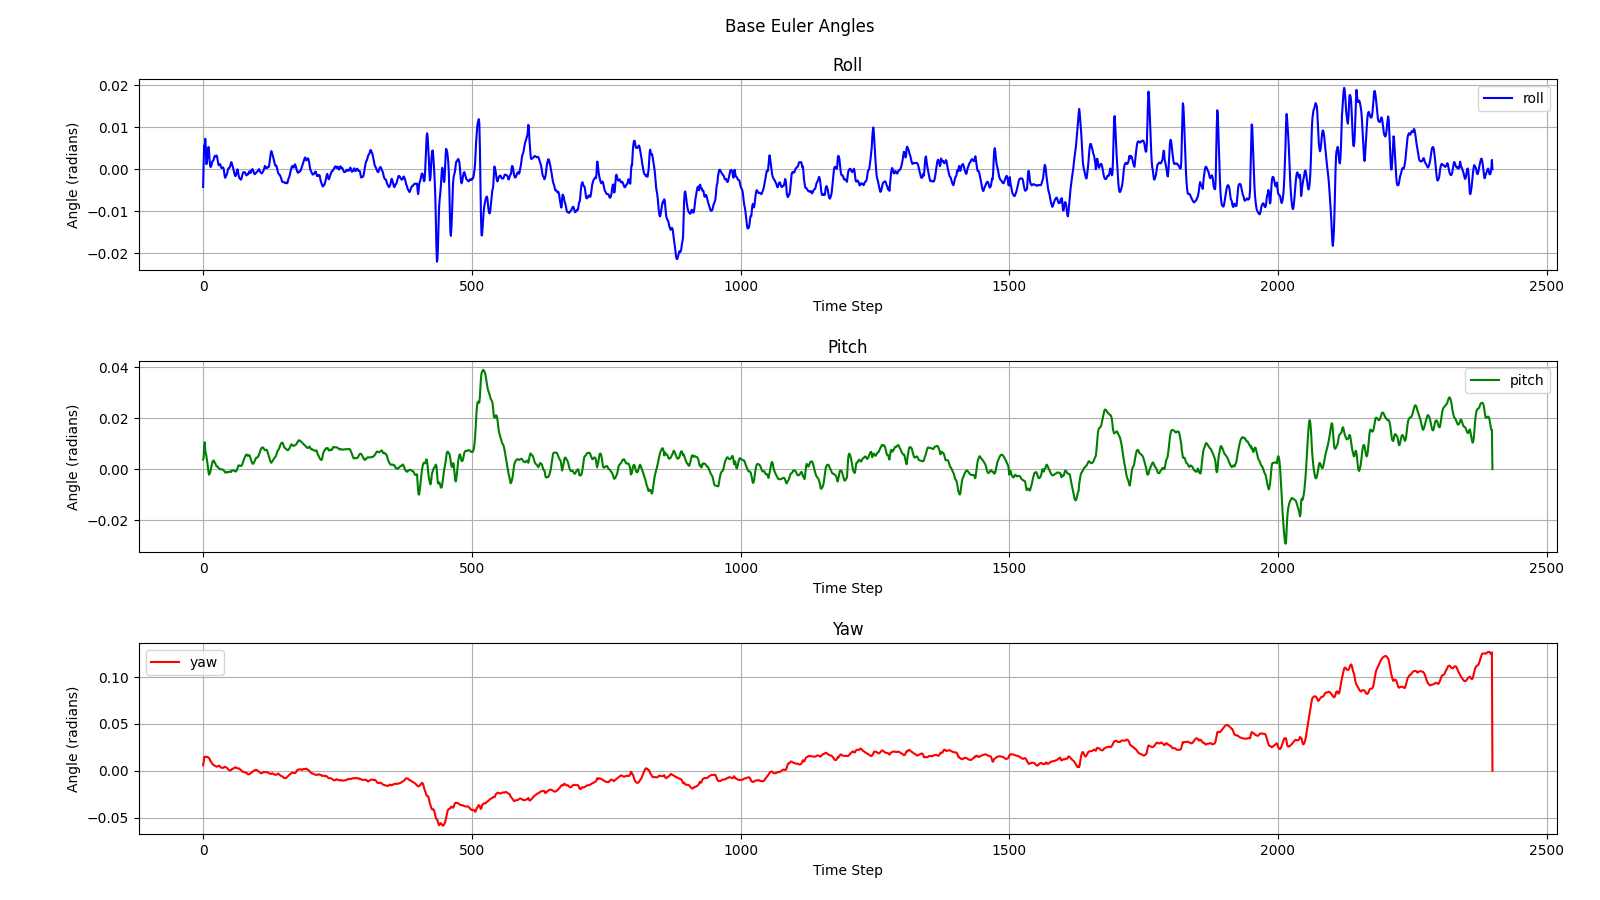 Base Euler Angles
Roll
0.02
0.01
0.00
−0.01
−0.02
Angle (radians)
roll
0 500 1000 1500 2000 2500
Time Step
Pitch
0.04
0.02
0.00
−0.02
Angle (radians)
pitch
0 500 1000 1500 2000 2500
Time Step
Yaw
0.10
0.05
0.00
−0.05
Angle (radians)
yaw
0 500 1000 1500 2000 2500
Time Step